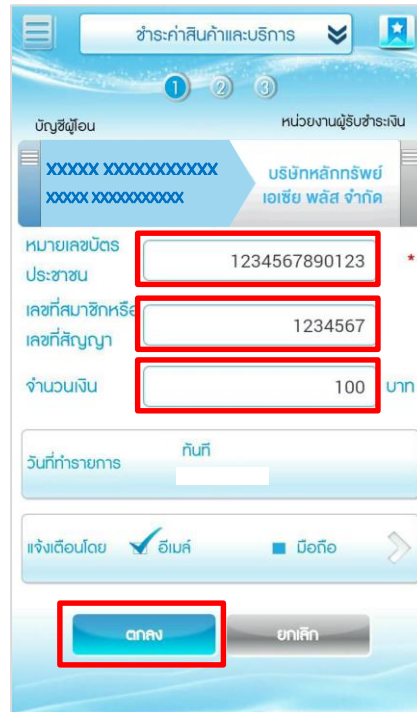 ชำระค่าสินค้าและบริการ
1 2 3
บัญชีผู้โอน
หน่วยงานผู้รับชำระเงิน
XXXXX XXXXXXXXXXX
XXXXX XXXXXXXXXXX
บริษัทหลักทรัพย์
เอเซีย พลัส จำกัด
หมายเลขบัตร
ประชาชน
1234567890123 *
เลขที่สมาชิกหรือ
เลขที่สัญญา
1234567
จำนวนเงิน 100 บาท
วันที่ทำรายการ ทันที
แจ้งเตือนโดย อีเมล์ มือถือ
ตกลง ยกเลิก